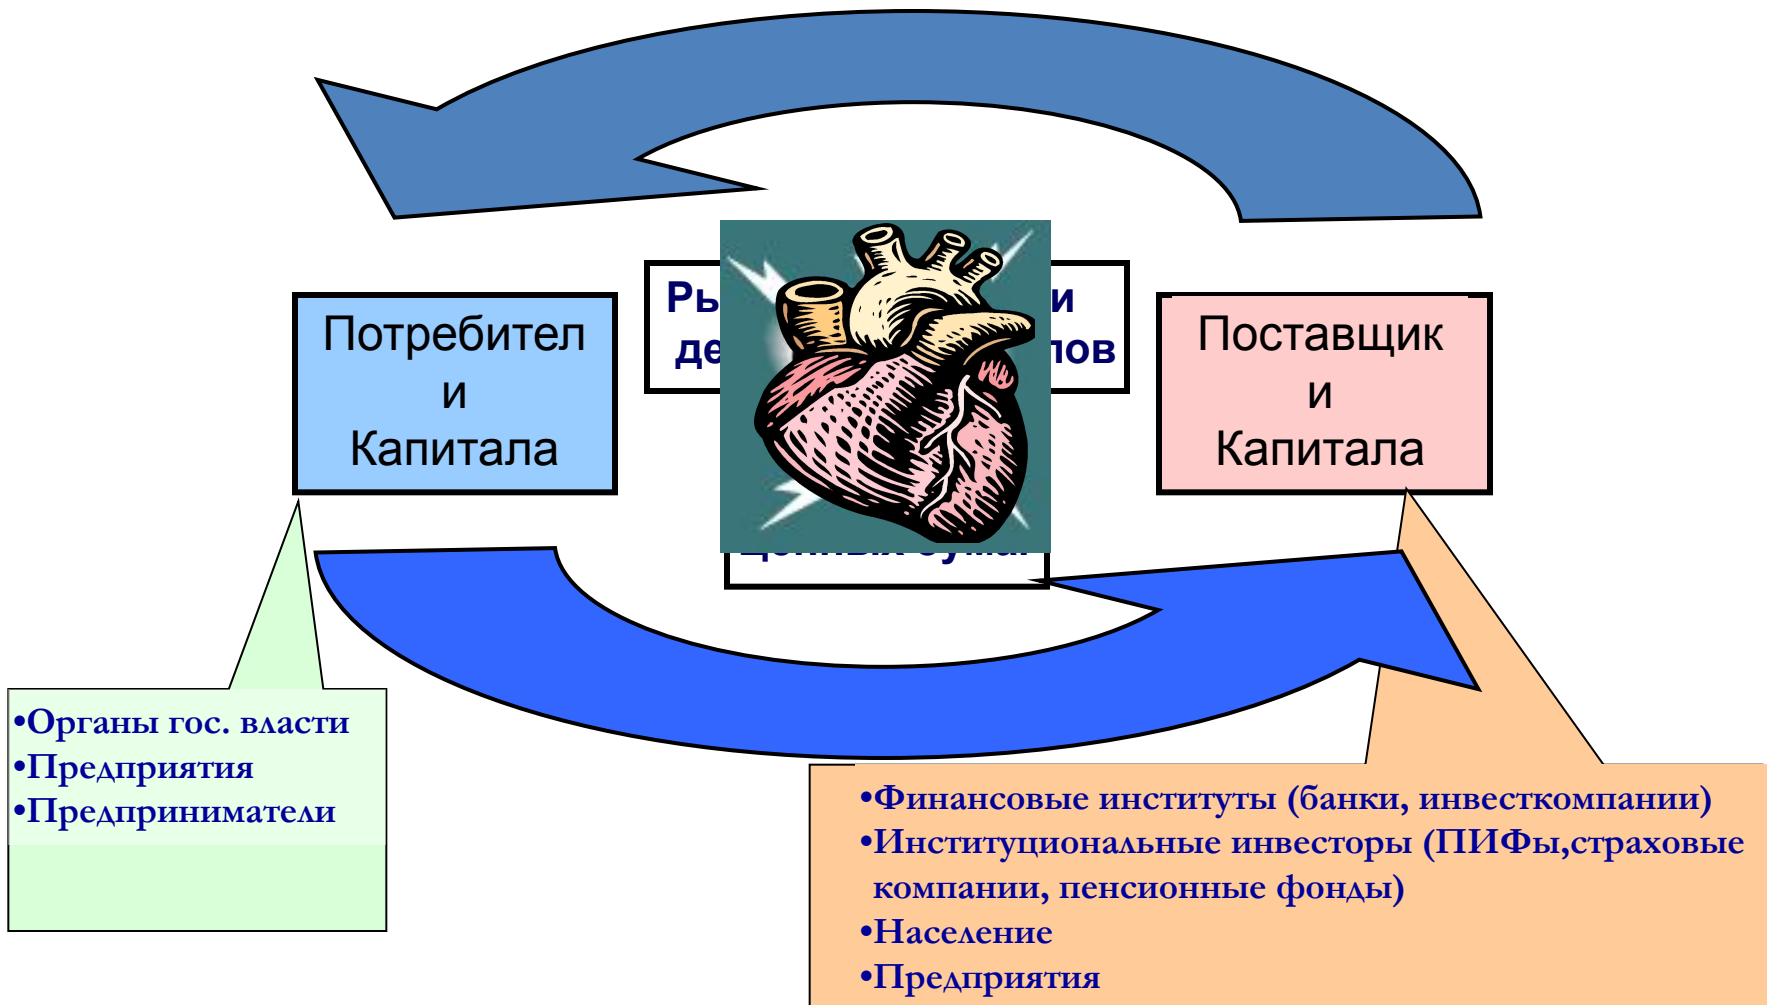 Потребител
и
Капитала
и
Поставщик
и
Капитала
•Органы гос. власти
•Предприятия
•Предприниматели
•Финансовые институты (банки, инвесткомпании)
•Институциональные инвесторы (ПИФы,страховые
компании, пенсионные фонды)
•Население
•Предприятия